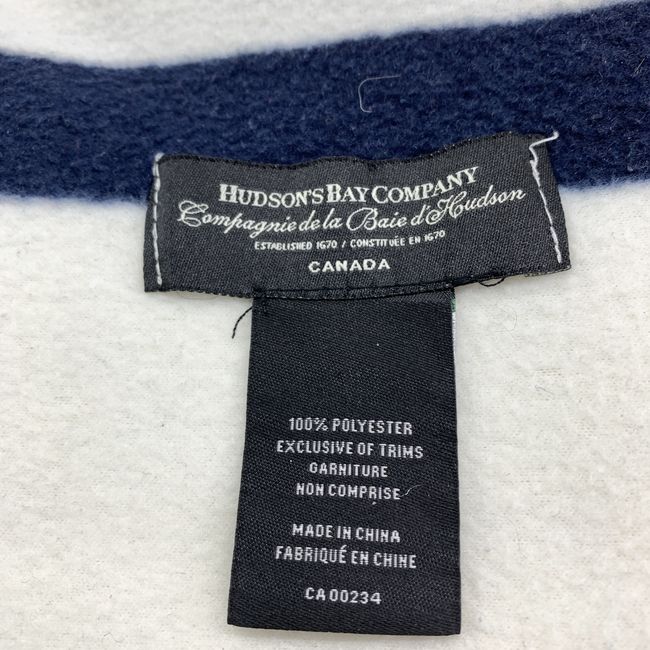 HUDSON'S BAY COMPANY
Compagnie de la Baie d'Hudson
ESTABLISHED 1670 / CONSTITUÉE EN 1670
CANADA
100% POLYESTER
EXCLUSIVE OF TRIMS
GARNITURE
NON COMPRISE
MADE IN CHINA
FABRIQUÉ EN CHINE
CA 00234